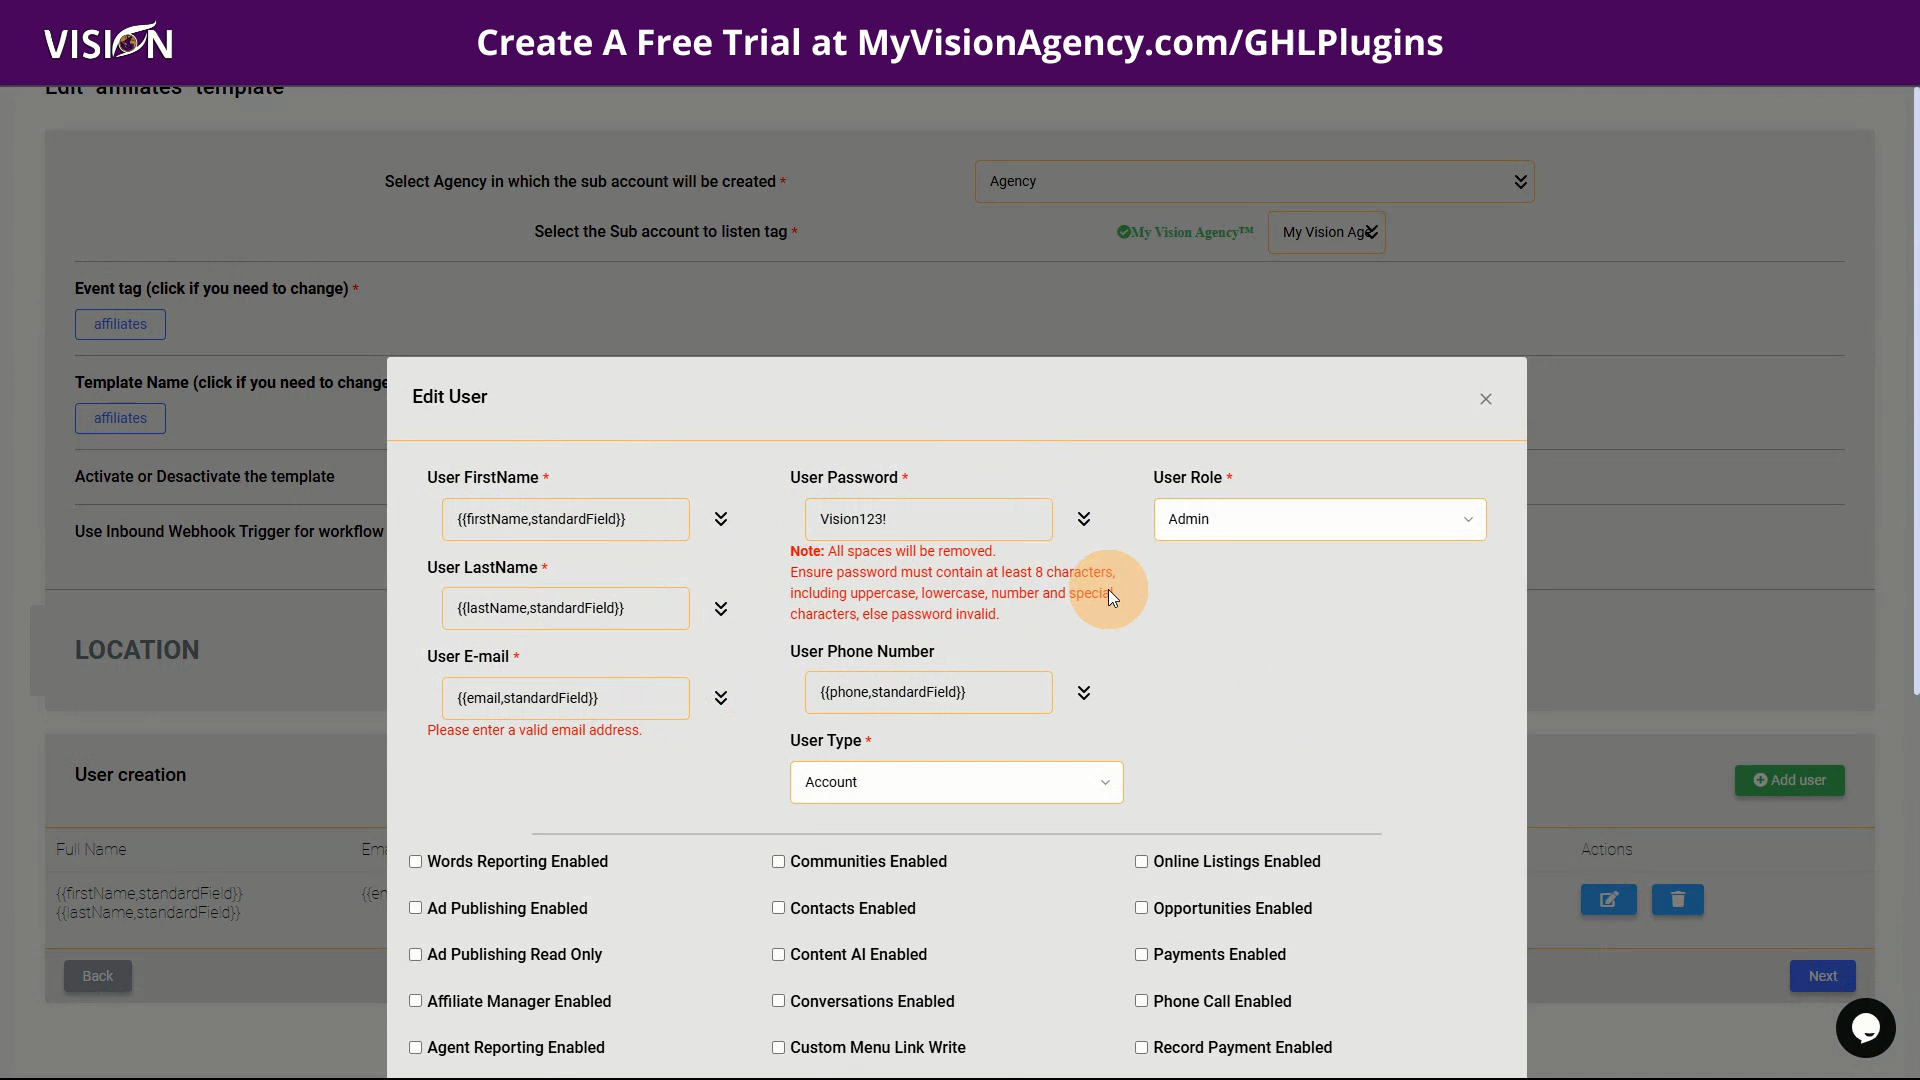 VISION
Create A Free Trial at MyVisionAgency.com/GHLPlugins
Edit "affiliates" template
Select Agency in which the sub account will be created *
Agency
Select the Sub account to listen tag *
My Vision Agency™
My Vision Age
Event tag (click if you need to change) *
affiliates
Template Name (click if you need to change
affiliates
Activate or Desactivate the template
Use Inbound Webhook Trigger for workflow
LOCATION
Edit User
×
User FirstName *
{{firstName,standardField}}
User LastName *
{{lastName,standardField}}
User E-mail *
{{email,standardField}}
Please enter a valid email address.
User Password *
Vision123!
Note: All spaces will be removed.
Ensure password must contain at least 8 characters,
including uppercase, lowercase, number and special
characters, else password invalid.
User Phone Number
{{phone,standardField}}
User Type *
Account
User Role *
Admin
Words Reporting Enabled
Communities Enabled
Online Listings Enabled
Ad Publishing Enabled
Contacts Enabled
Opportunities Enabled
Ad Publishing Read Only
Content AI Enabled
Payments Enabled
Affiliate Manager Enabled
Conversations Enabled
Phone Call Enabled
Agent Reporting Enabled
Custom Menu Link Write
Record Payment Enabled
User creation
Add user
Full Name
Ema
Actions
{{firstName,standardField}}
{{lastName,standardField}}
{{en
Back
Next